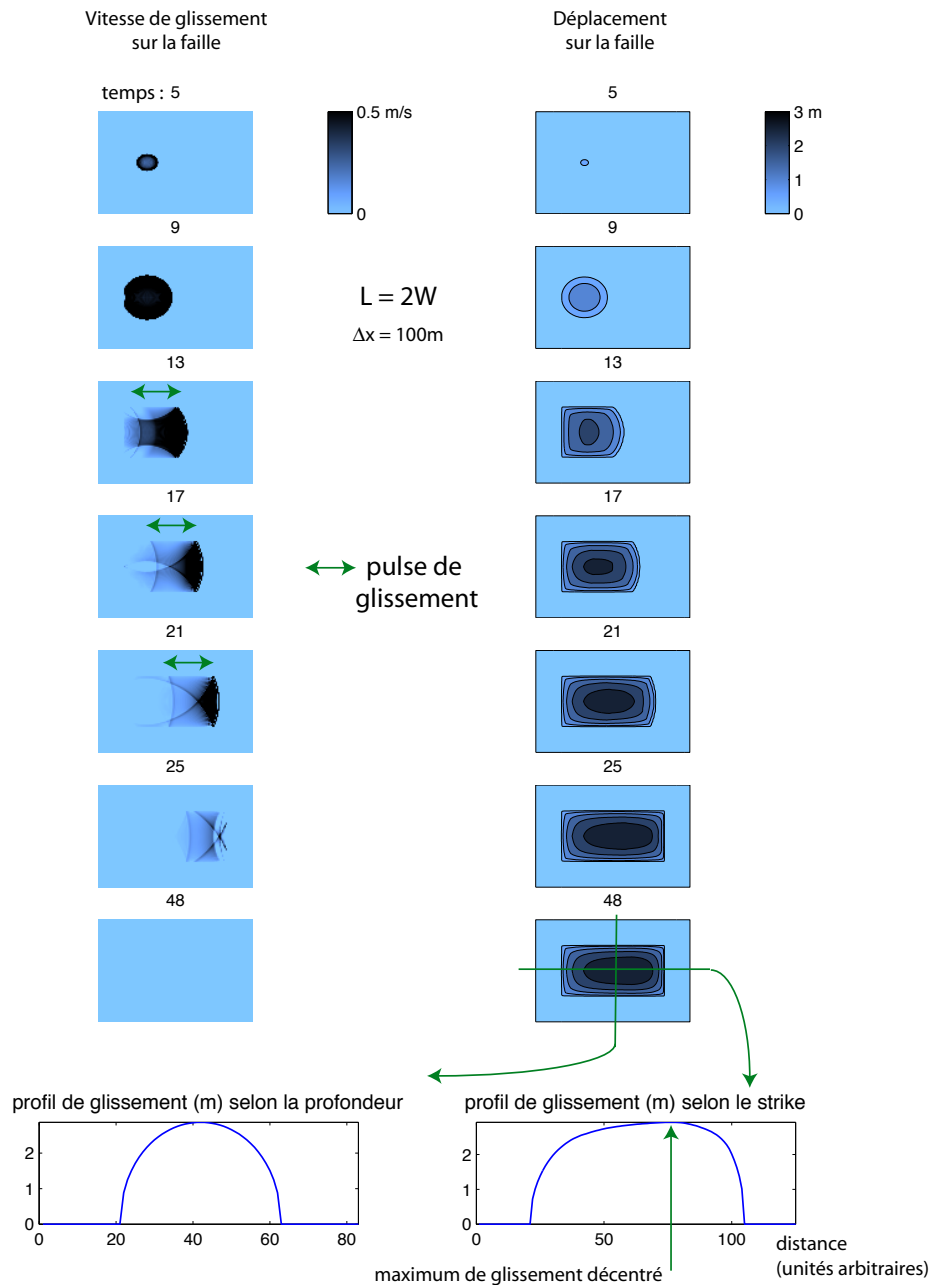 Vitesse de glissement
sur la faille
Déplacement
sur la faille
temps : 5
5
0.5 m/s
0
3 m
2
1
0
9
9
L = 2W
Δx = 100m
13
13
17
17
pulse de
glissement
21
21
25
25
48
48
profil de glissement (m) selon la profondeur
2
1
0
0 20 40 60 80
profil de glissement (m) selon le strike
2
1
0
0 50 100
distance
(unités arbitraires)
maximum de glissement décentré